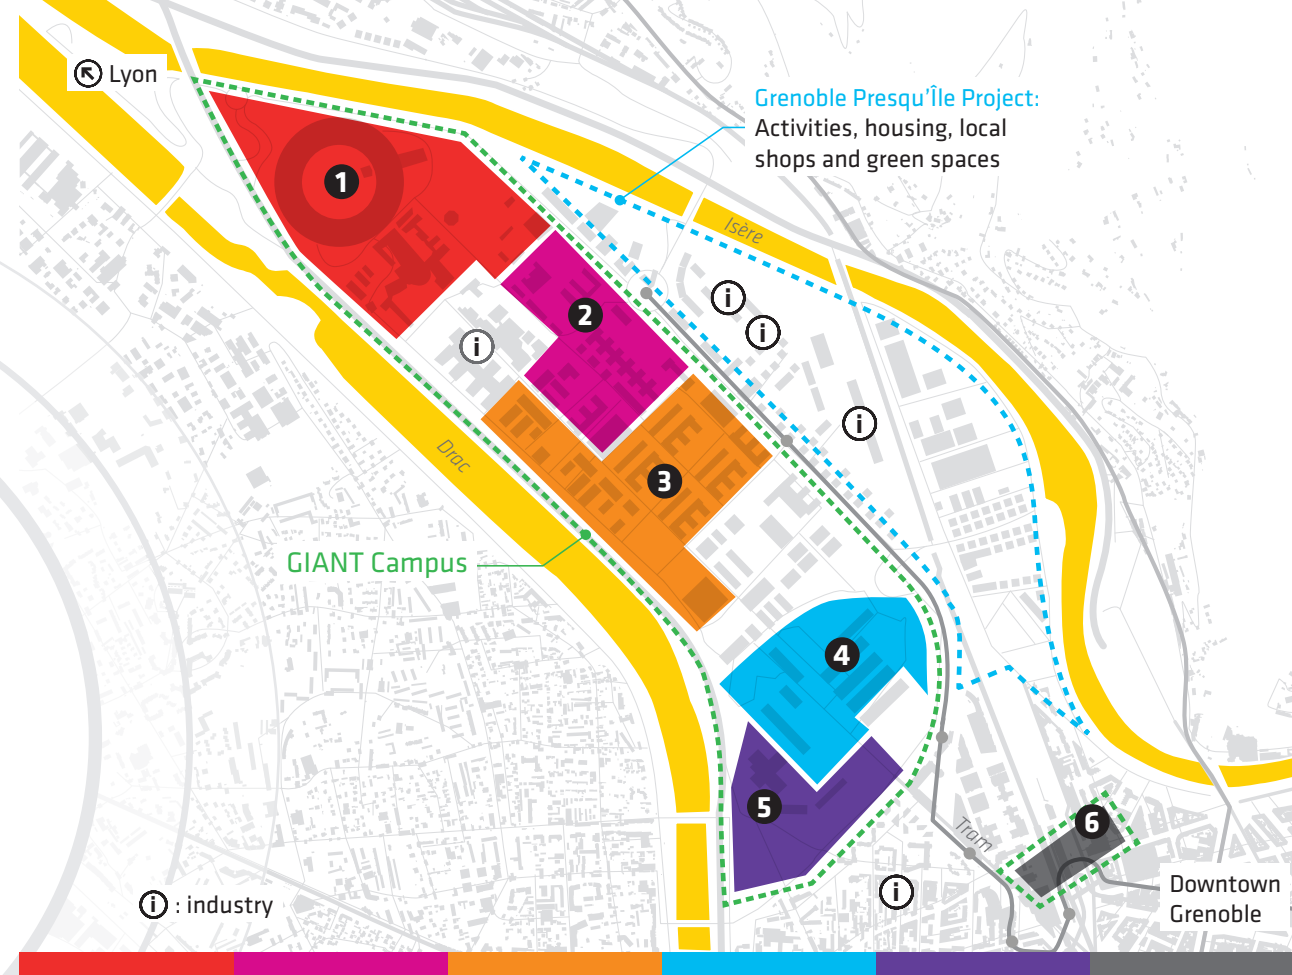 Lyon
Grenoble Presqu'Île Project:
Activities, housing, local
shops and green spaces
1
Isère
i
2
i
i
i
Drac
3
GIANT Campus
4
5
6
Tram
i
Downtown
Grenoble
i : industry